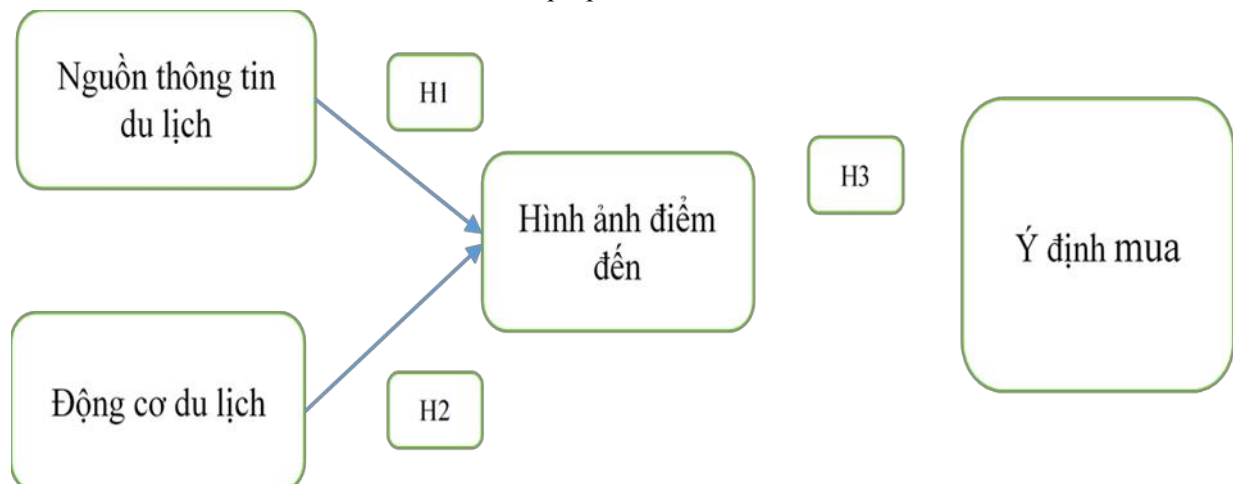 Nguồn thông tin
du lịch
H1
Hình ảnh điểm
đến
H3
Ý định mua
Động cơ du lịch
H2